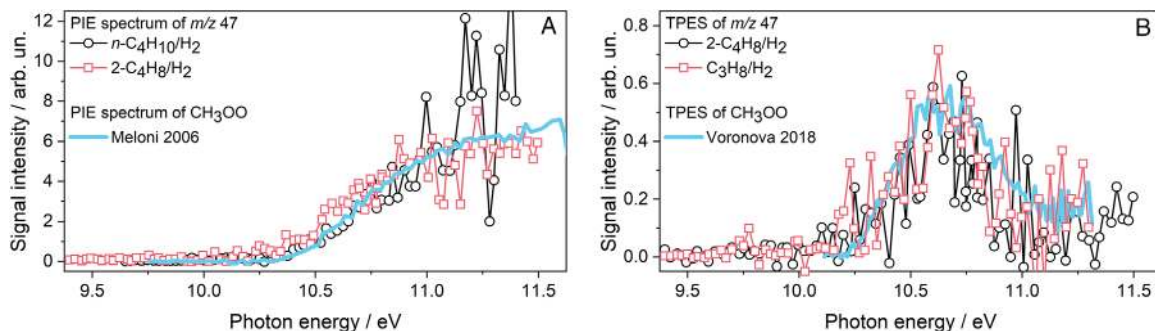 PIE spectrum of m/z 47
n-C4H10/H2
2-C4H8/H2
PIE spectrum of CH3OO
Meloni 2006
A
12
10
8
6
4
2
0
Signal intensity / arb. un.
9.5 10.0 10.5 11.0 11.5
Photon energy / eV
TPES of m/z 47
2-C4H8/H2
C3H8/H2
TPES of CH3OO
Voronova 2018
B
0.8
0.6
0.4
0.2
0.0
Signal intensity / arb. un.
9.5 10.0 10.5 11.0 11.5
Photon energy / eV